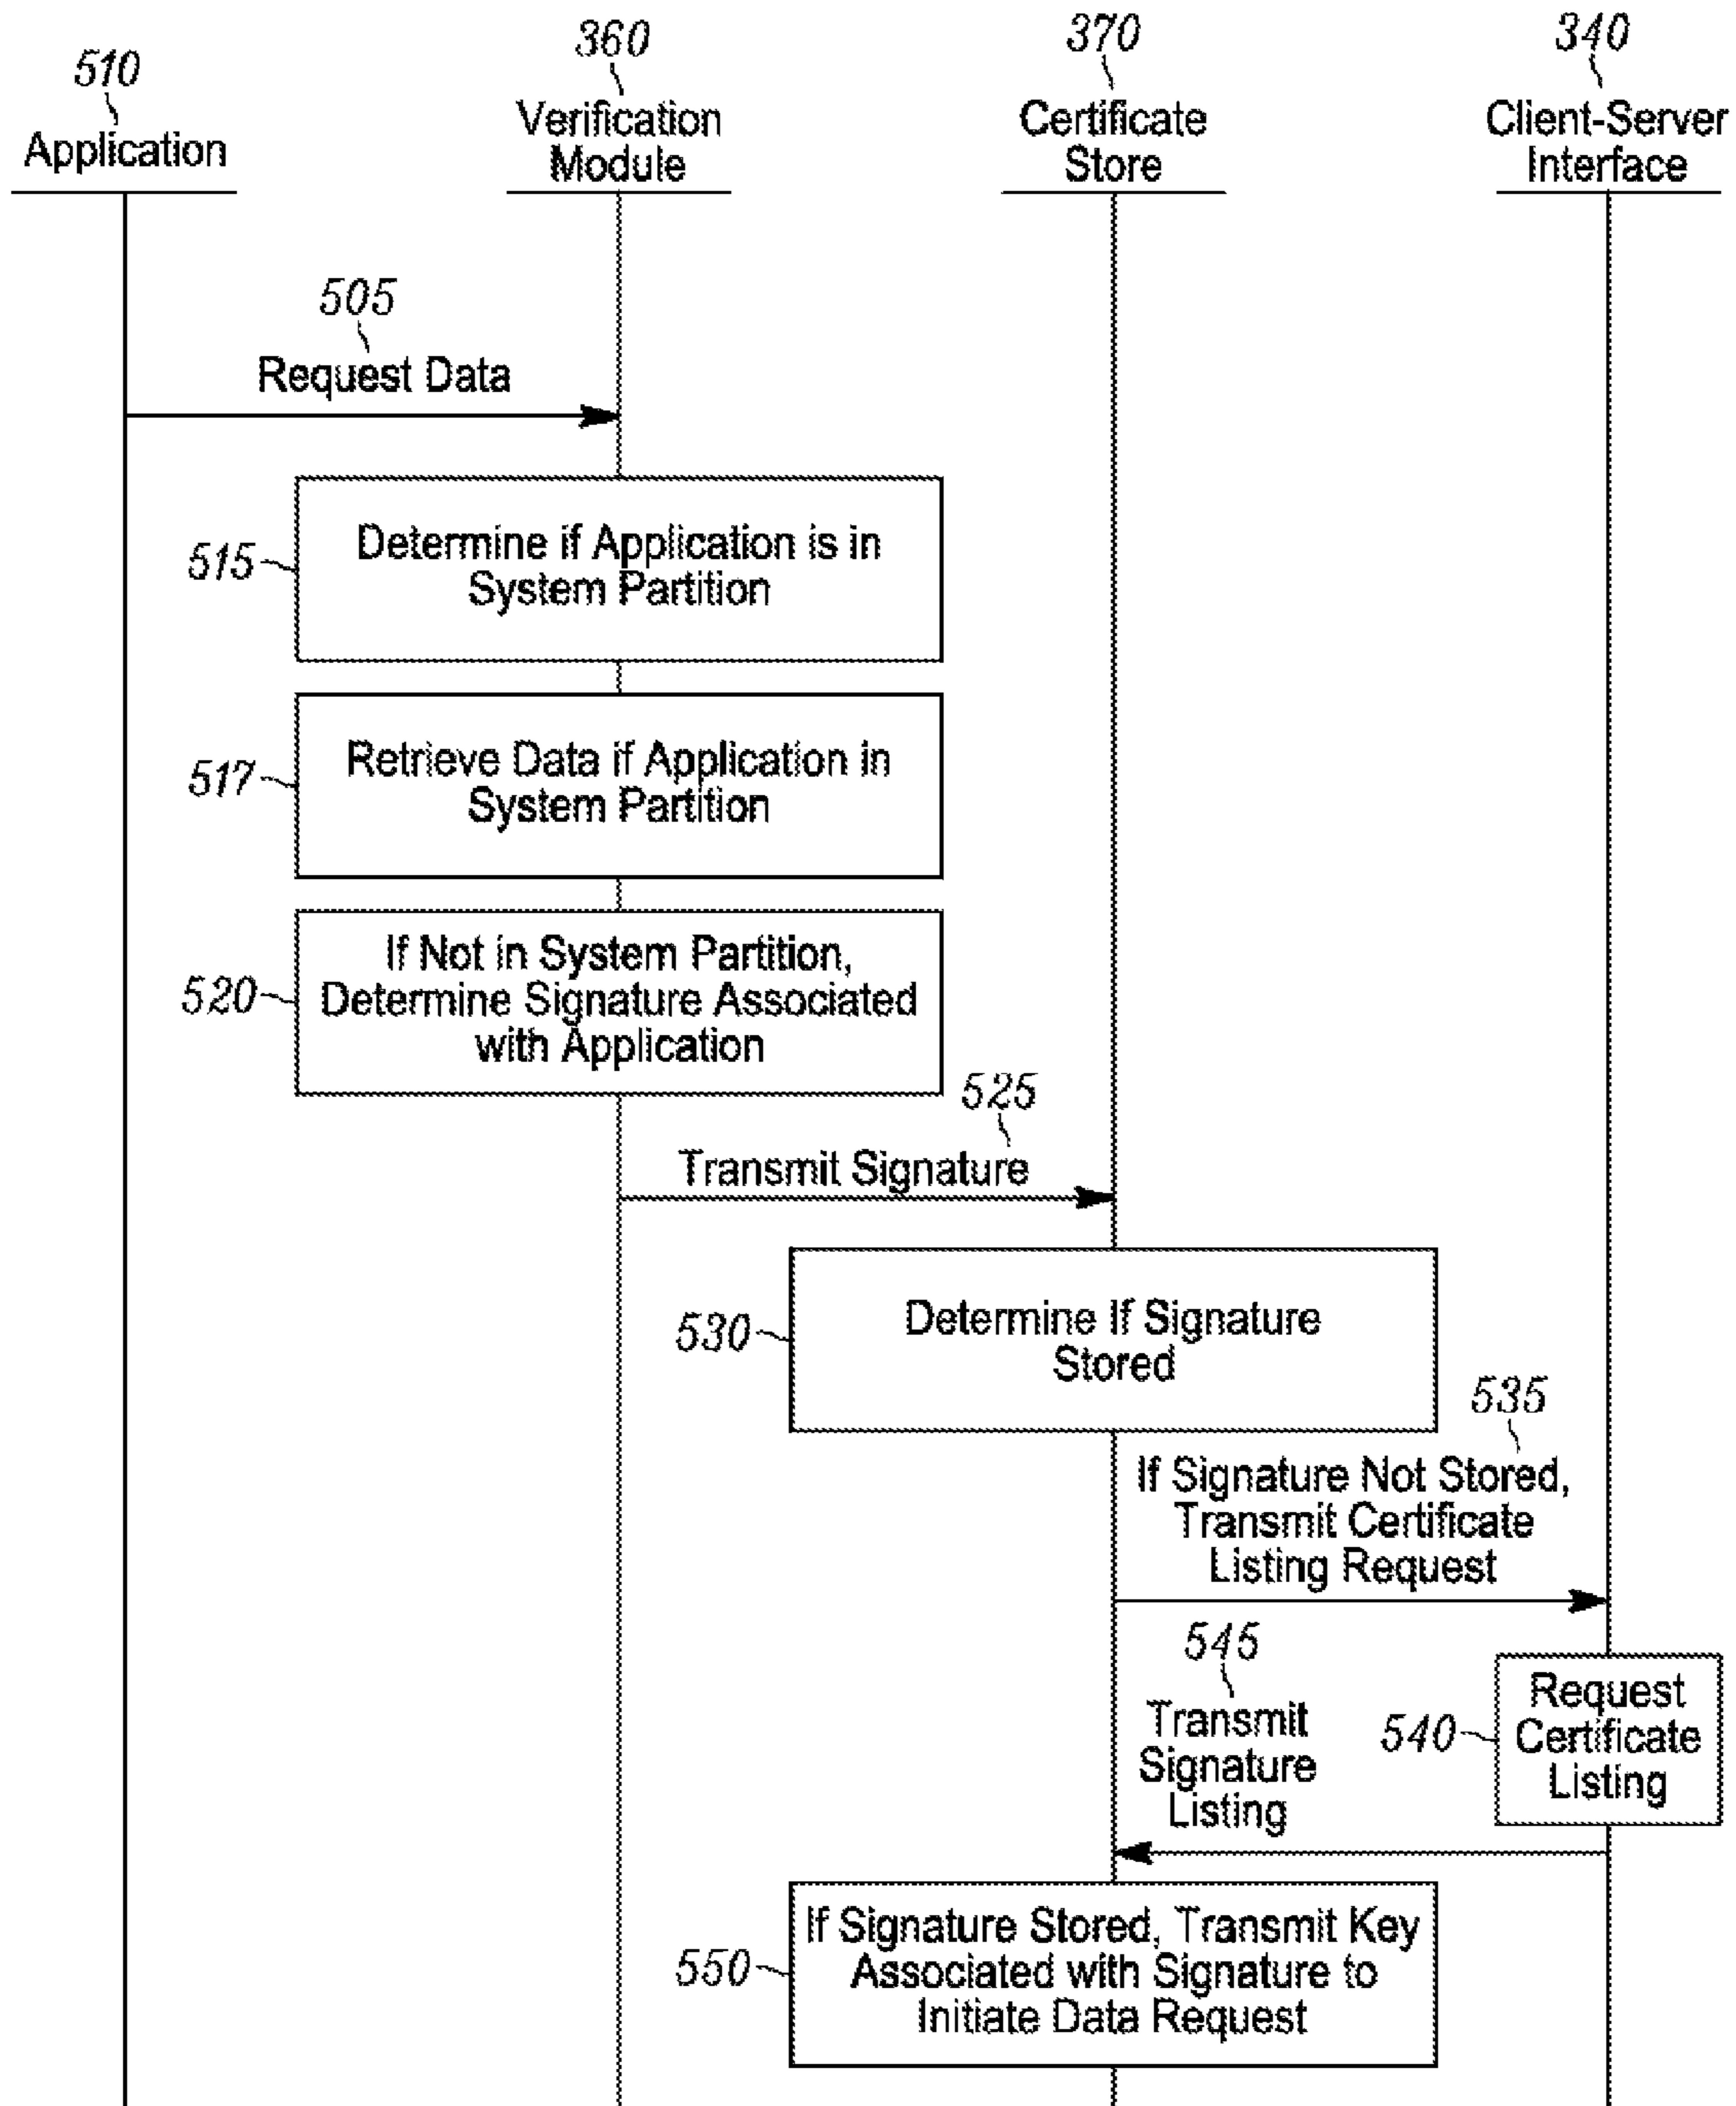 510
Application
360
Verification
Module
370
Certificate
Store
340
Client-Server
Interface
505
Request Data
515
Determine if Application is in
System Partition
517
Retrieve Data if Application in
System Partition
520
If Not in System Partition,
Determine Signature Associated
with Application
525
Transmit Signature
530
Determine If Signature
Stored
535
If Signature Not Stored,
Transmit Certificate
Listing Request
540
Request
Certificate
Listing
545
Transmit
Signature
Listing
550
If Signature Stored, Transmit Key
Associated with Signature to
Initiate Data Request